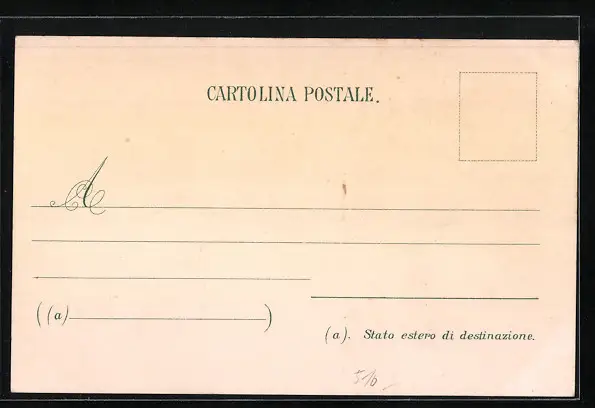 CARTOLINA POSTALE.
A
((a) )
(a). Stato estero di destinazione.